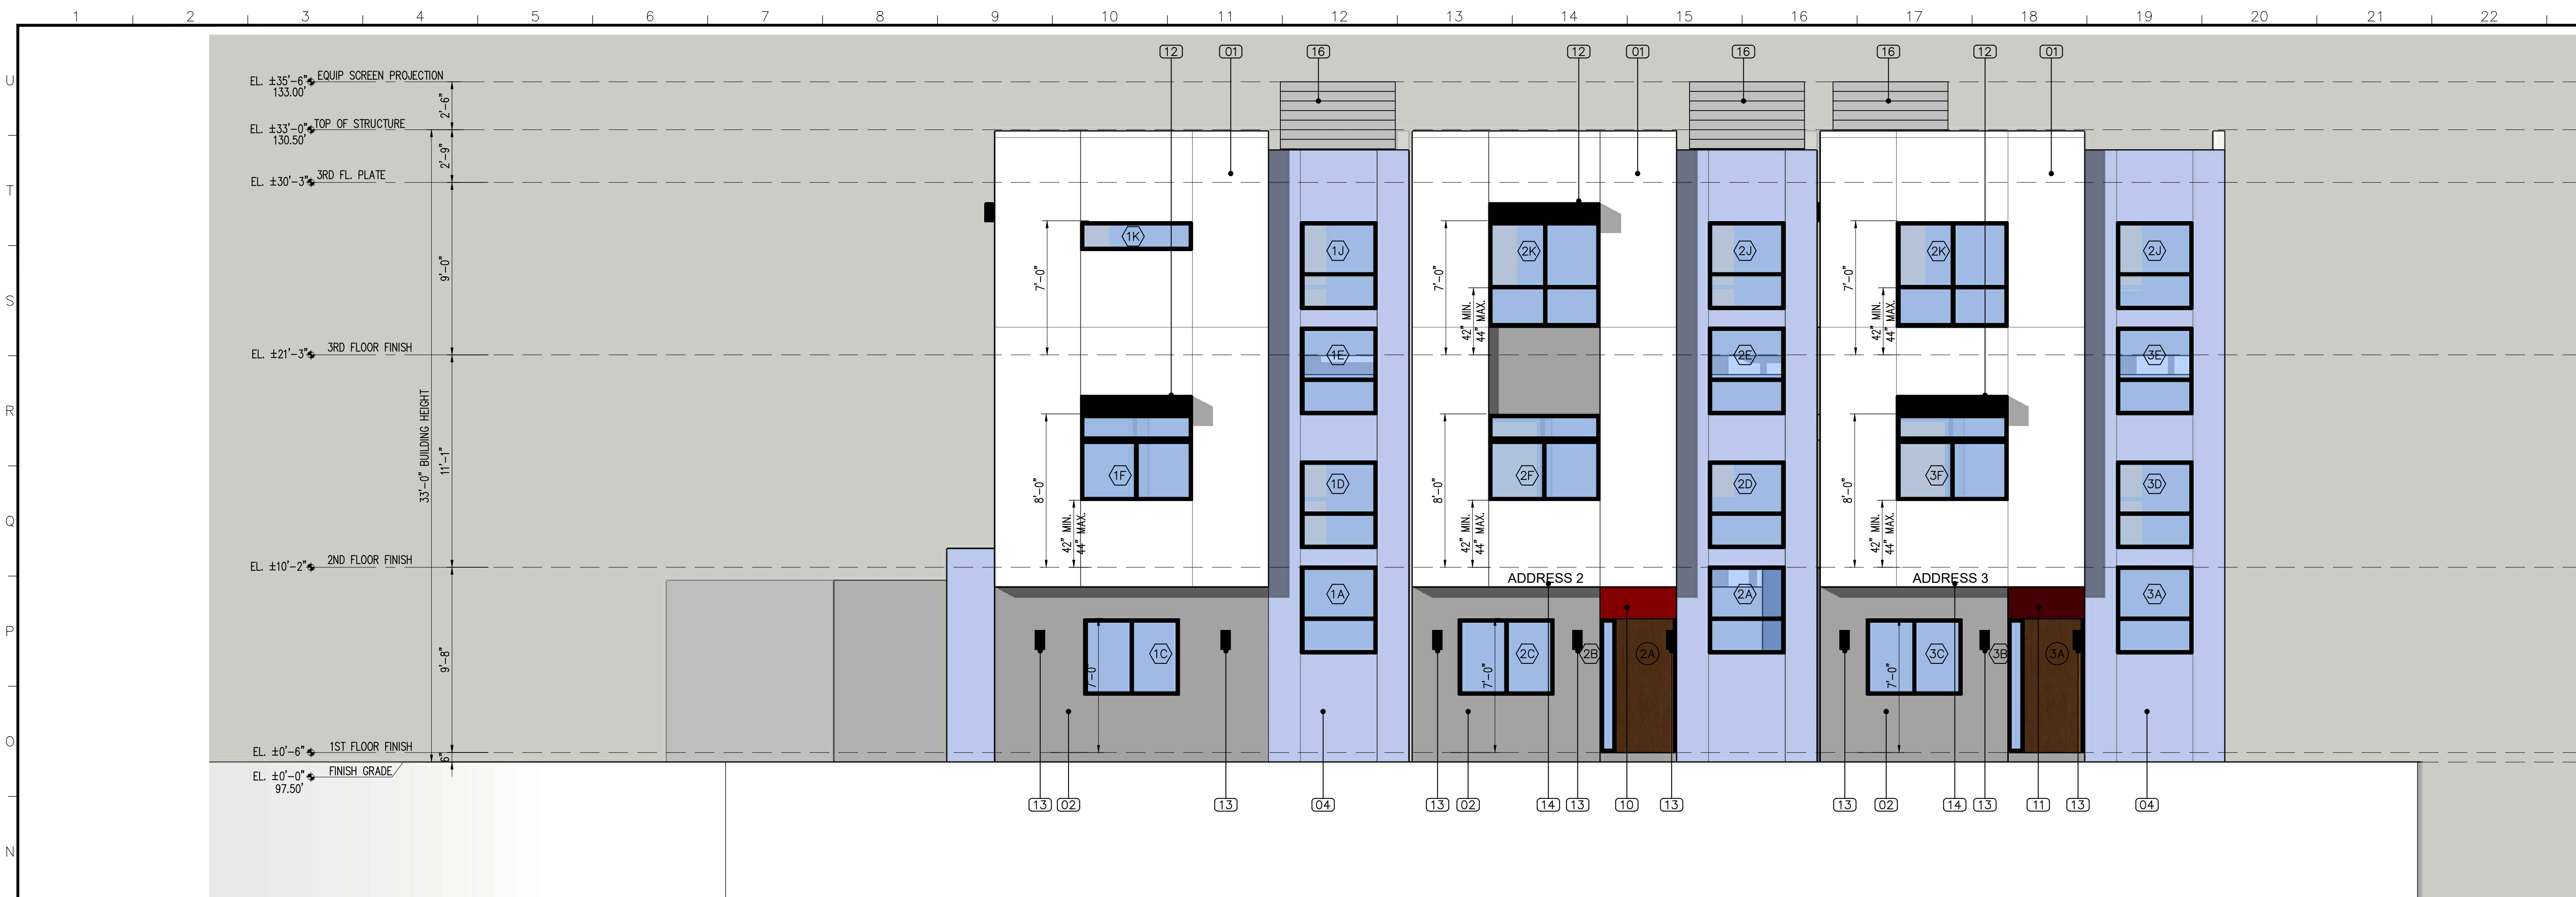 1 2 3 4 5 6 7 8 9 10 11 12 13 14 15 16 17 18 19 20 21 22
U
T
S
R
Q
P
O
N
12 01 16 12 01 16 16 12 01
EL. ±35'-6" EQUIP SCREEN PROJECTION
133.00'
2'-6"
EL. ±33'-0" TOP OF STRUCTURE
130.50'
2'-9"
EL. ±30'-3" 3RD FL. PLATE
9'-0"
EL. ±21'-3" 3RD FLOOR FINISH
33'-0" BUILDING HEIGHT
11'-1"
EL. ±10'-2" 2ND FLOOR FINISH
9'-8"
EL. ±0'-6" 1ST FLOOR FINISH
6"
EL. ±0'-0" FINISH GRADE
97.50'
1K 1J 2K 2J 2K 2J
7'-0" 7'-0" 7'-0"
42" MIN. 42" MIN.
44" MAX. 44" MAX.
1E 2E 3E
1F 1D 2F 2D 3F 3D
8'-0" 8'-0" 8'-0"
42" MIN. 42" MIN. 42" MIN.
44" MAX. 44" MAX. 44" MAX.
ADDRESS 2 ADDRESS 3
1A 2A 3A
1C 2C 2B 2A 3C 3B 3A
7'-0" 7'-0" 7'-0"
13 02 13 04 13 02 14 13 10 13 13 02 14 13 11 13 04